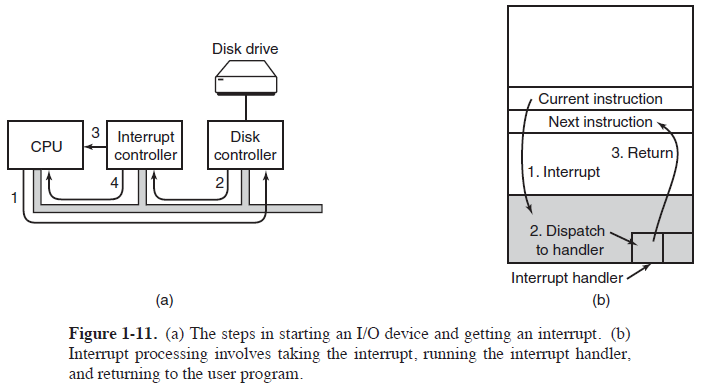 Disk drive
CPU
3
Interrupt
controller
Disk
controller
1
4
2
(a)
Current instruction
Next instruction
3. Return
1. Interrupt
2. Dispatch
to handler
Interrupt handler
(b)
Figure 1-11. (a) The steps in starting an I/O device and getting an interrupt. (b)
Interrupt processing involves taking the interrupt, running the interrupt handler,
and returning to the user program.